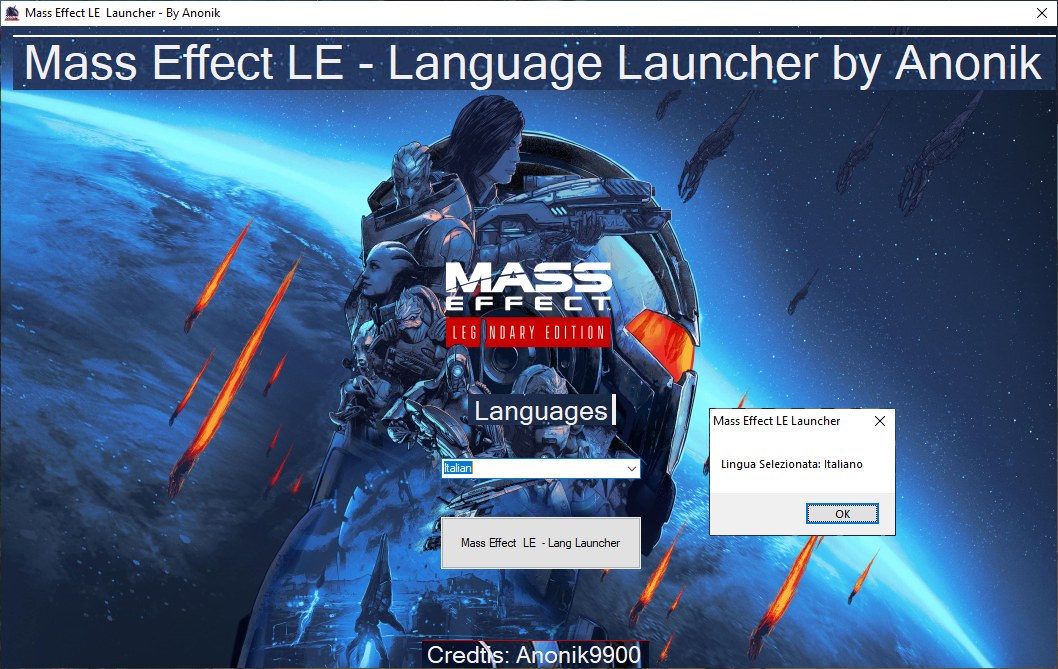 Mass Effect LE  Launcher - By Anonik
Mass Effect LE - Language Launcher by Anonik
MASS
EFFECT
LEGENDARY EDITION
Languages
Mass Effect LE Launcher
Lingua Selezionata: Italiano
Italian
OK
Mass Effect  LE  - Lang Launcher
Credtis: Anonik9900